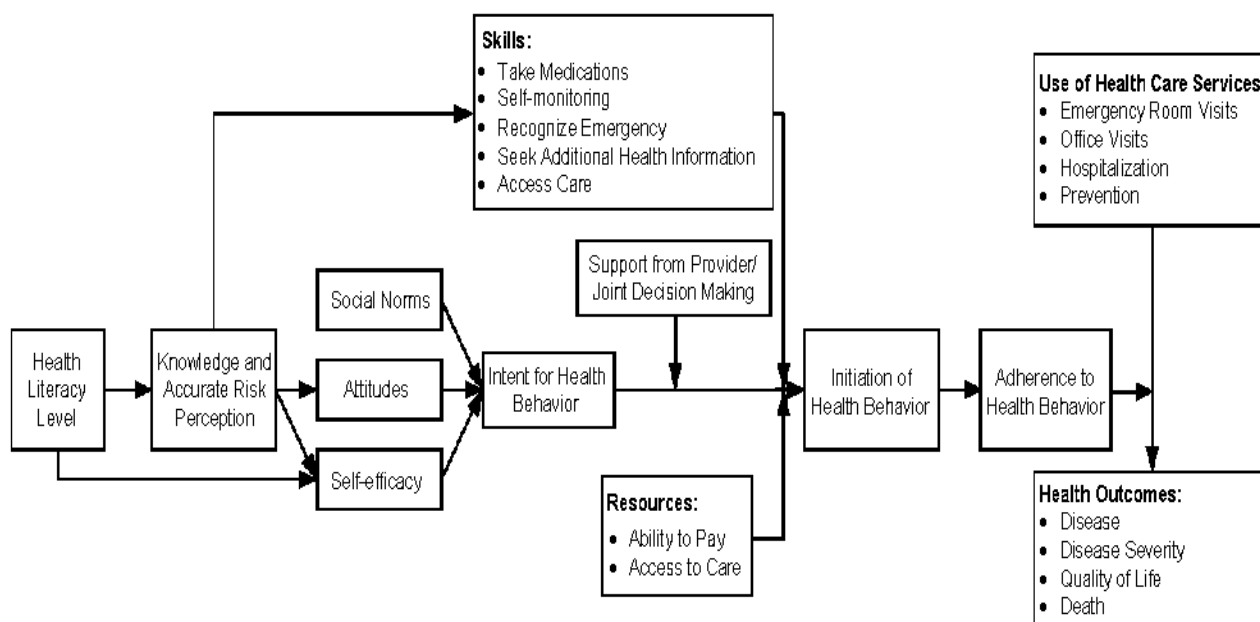 Skills:
• Take Medications
• Self-monitoring
• Recognize Emergency
• Seek Additional Health Information
• Access Care
Use of Health Care Services
• Emergency Room Visits
• Office Visits
• Hospitalization
• Prevention
Support from Provider/
Joint Decision Making
Social Norms
Health
Literacy
Level
Knowledge and
Accurate Risk
Perception
Attitudes
Intent for Health
Behavior
Initiation of
Health Behavior
Adherence to
Health Behavior
Self-efficacy
Resources:
• Ability to Pay
• Access to Care
Health Outcomes:
• Disease
• Disease Severity
• Quality of Life
• Death